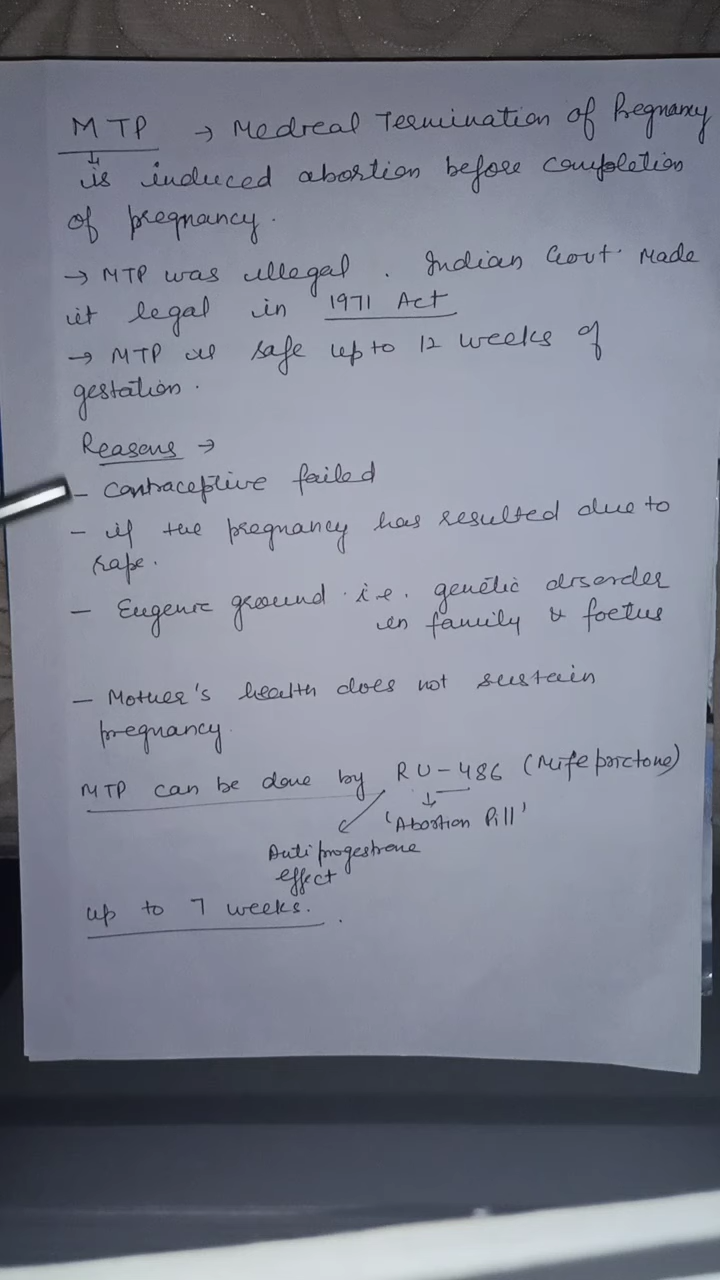 MTP → Medical Termination of Pregnancy
↓
is induced abortion before completion
of pregnancy.
→ MTP was illegal. Indian Govt. Made
it legal in 1971 Act
→ MTP is safe up to 12 weeks of
gestation.
Reasons →
- Contraceptive failed
- if the pregnancy has resulted due to
rape.
- Eugenic ground i.e. genetic disorder
in family & foetus
- Mother's health does not sustain
pregnancy
MTP can be done by RU-486 (Mifeprictone)
↓
'Abortion Pill'
Anti progestrone
effect
up to 7 weeks.